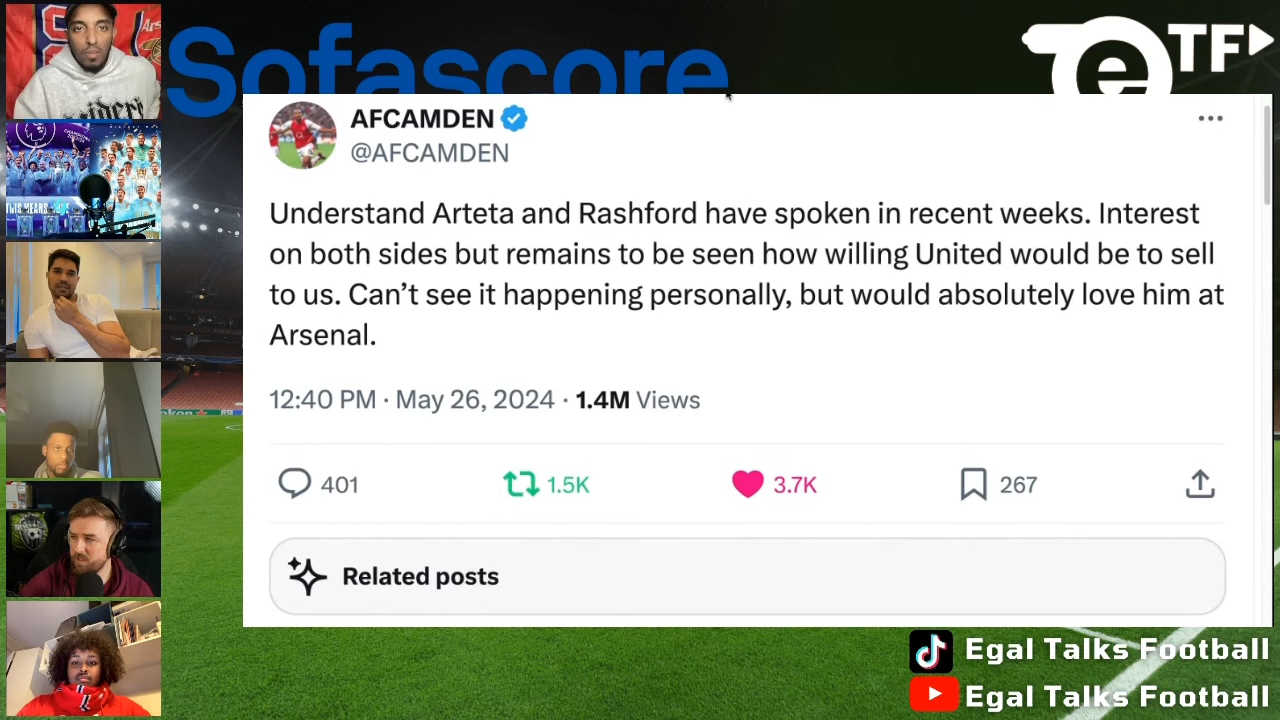 Sofascore
e TF
AFCAMDEN
@AFCAMDEN
Understand Arteta and Rashford have spoken in recent weeks. Interest
on both sides but remains to be seen how willing United would be to sell
to us. Can’t see it happening personally, but would absolutely love him at
Arsenal.
12:40 PM · May 26, 2024 · 1.4M Views
401 1.5K 3.7K 267
Related posts
Egal Talks Football
Egal Talks Football
THIS MEANS